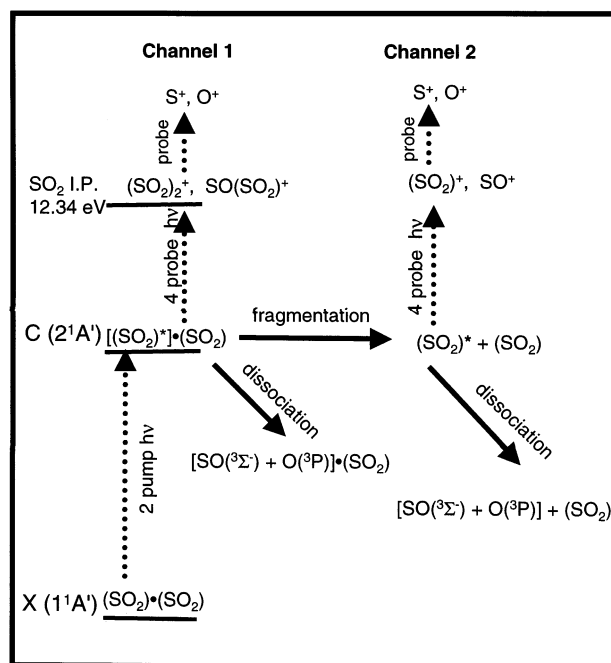 Channel 1
Channel 2
S⁺, O⁺
S⁺, O⁺
probe
probe
SO₂ I.P.
12.34 eV
(SO₂)₂⁺, SO(SO₂)⁺
(SO₂)⁺, SO⁺
4 probe hν
4 probe hν
C (2¹A') [(SO₂)*]•(SO₂)
fragmentation
(SO₂)* + (SO₂)
dissociation
dissociation
[SO(³Σ⁻) + O(³P)]•(SO₂)
[SO(³Σ⁻) + O(³P)] + (SO₂)
2 pump hν
X (1¹A') (SO₂)•(SO₂)